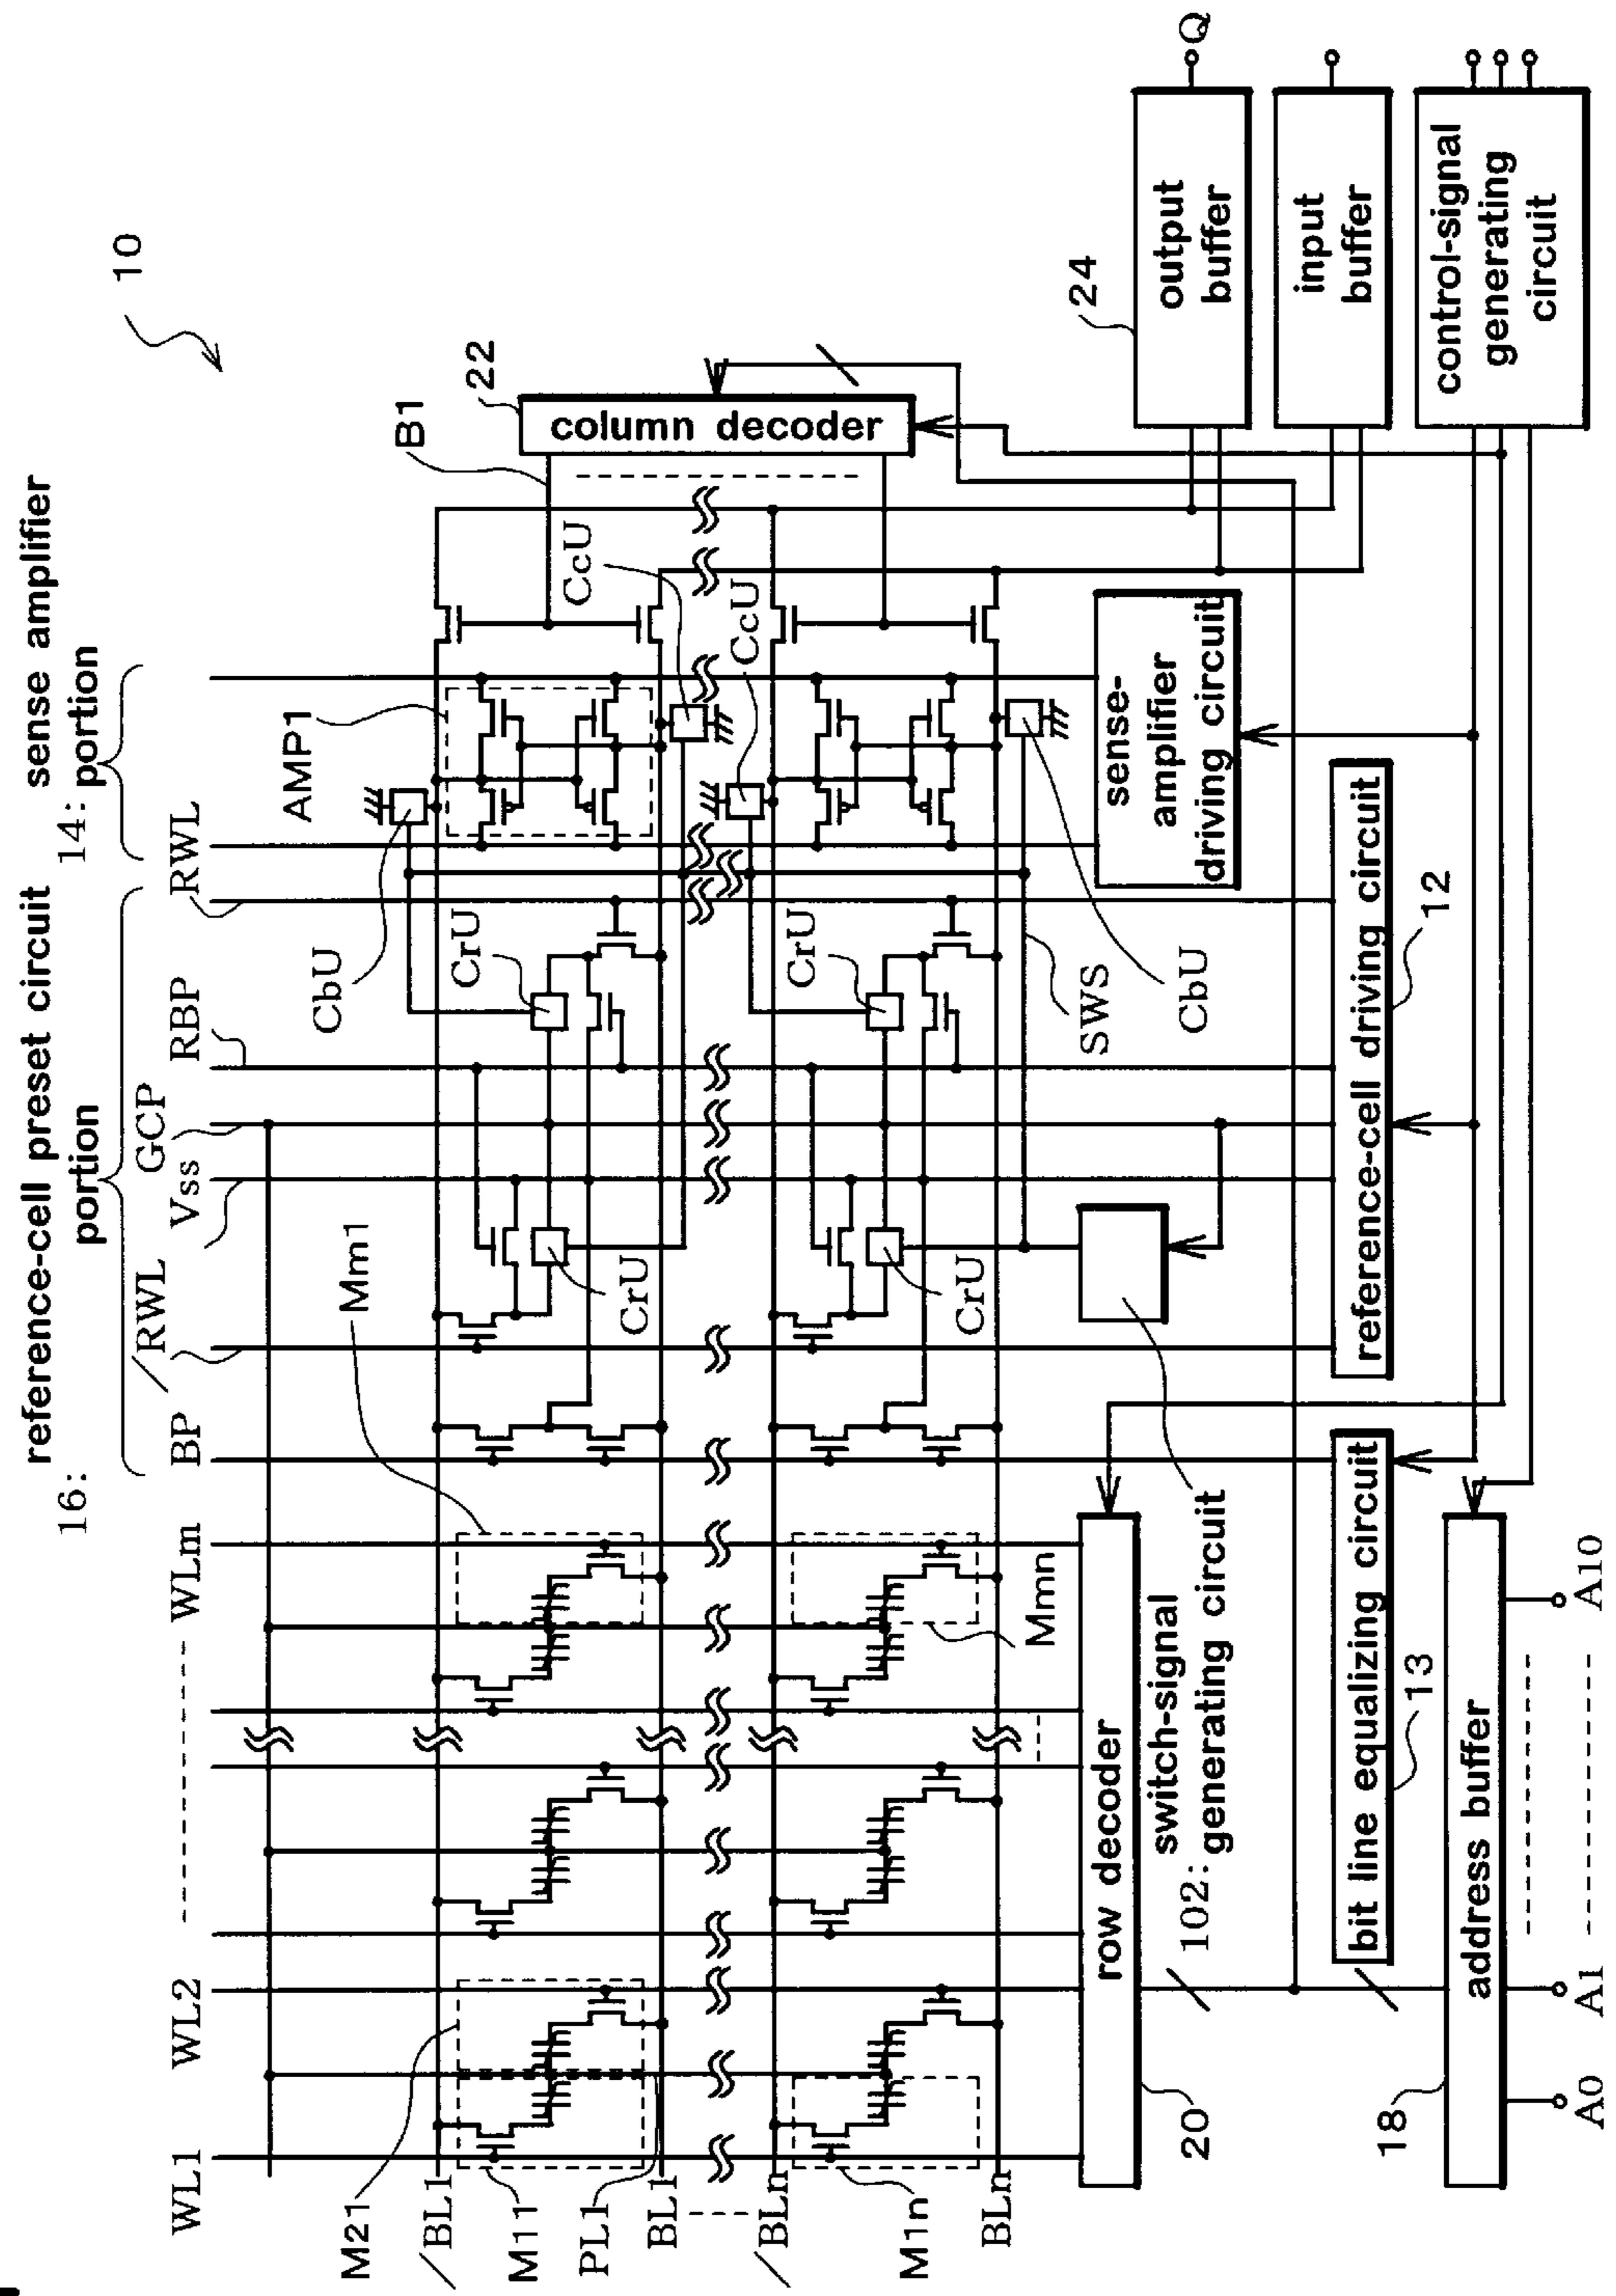 10
16: reference-cell preset circuit
portion
14: sense amplifier
portion
WL1
WL2
WLm
BP
/RWL
Vss
GCP
RBP
RWL
M21
/BL1
M11
PL1
BL1
/BLn
M1n
BLn
Mm1
Mmn
CrU
CrU
CrU
CrU
CbU
CbU
AMP1
CcU
CcU
SWS
B1
22
column decoder
24
output
buffer
Q
input
buffer
control-signal
generating
circuit
sense-
amplifier
driving circuit
reference-cell driving circuit
12
102: switch-signal
generating circuit
row decoder
20
bit line equalizing circuit
13
address buffer
18
A0
A1
A10